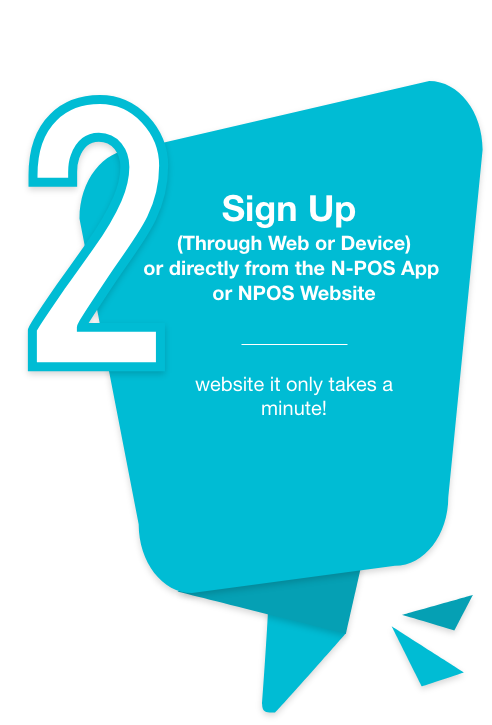 2
Sign Up
(Through Web or Device)
or directly from the N-POS App
or NPOS Website
website it only takes a
minute!